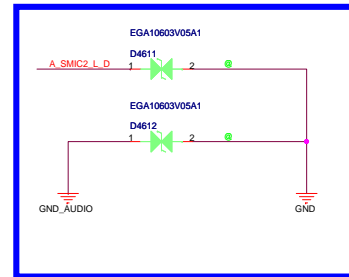 EGA10603V05A1
D4611
A_SMIC2_L_D 1 2 @
EGA10603V05A1
D4612
1 2 @
GND_AUDIO GND